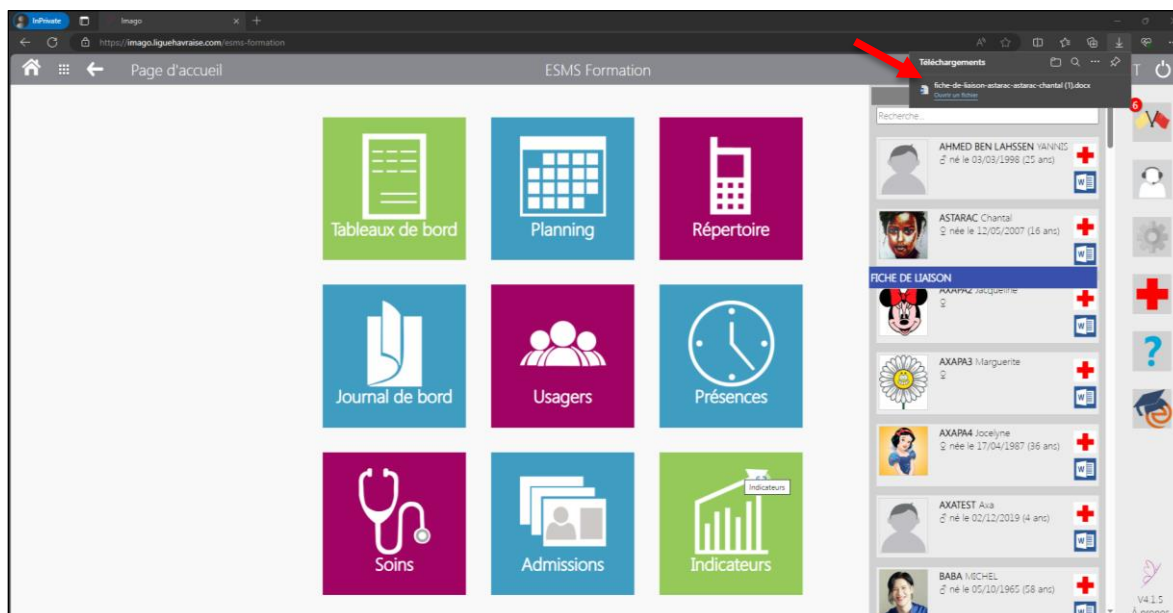 InPrivate
Imago
https://imago.liguehavraise.com/esms-formation
Page d'accueil
ESMS Formation
Téléchargements
fiche-de-liaison-astarac-astarac-chantal (1).docx
Ouvrir un fichier
T
6
Recherche...
AHMED BEN LAHSSEN YANNIS
né le 03/03/1998 (25 ans)
ASTARAC Chantal
née le 12/05/2007 (16 ans)
FICHE DE LIAISON
AXAPA2 Jacqueline
AXAPA3 Marguerite
AXAPA4 Jocelyne
née le 17/04/1987 (36 ans)
AXATEST Axa
né le 02/12/2019 (4 ans)
BABA MICHEL
né le 05/10/1965 (58 ans)
Tableaux de bord
Planning
Répertoire
Journal de bord
Usagers
Présences
Soins
Admissions
Indicateurs
Indicateurs
?
V4.1.5
À propos